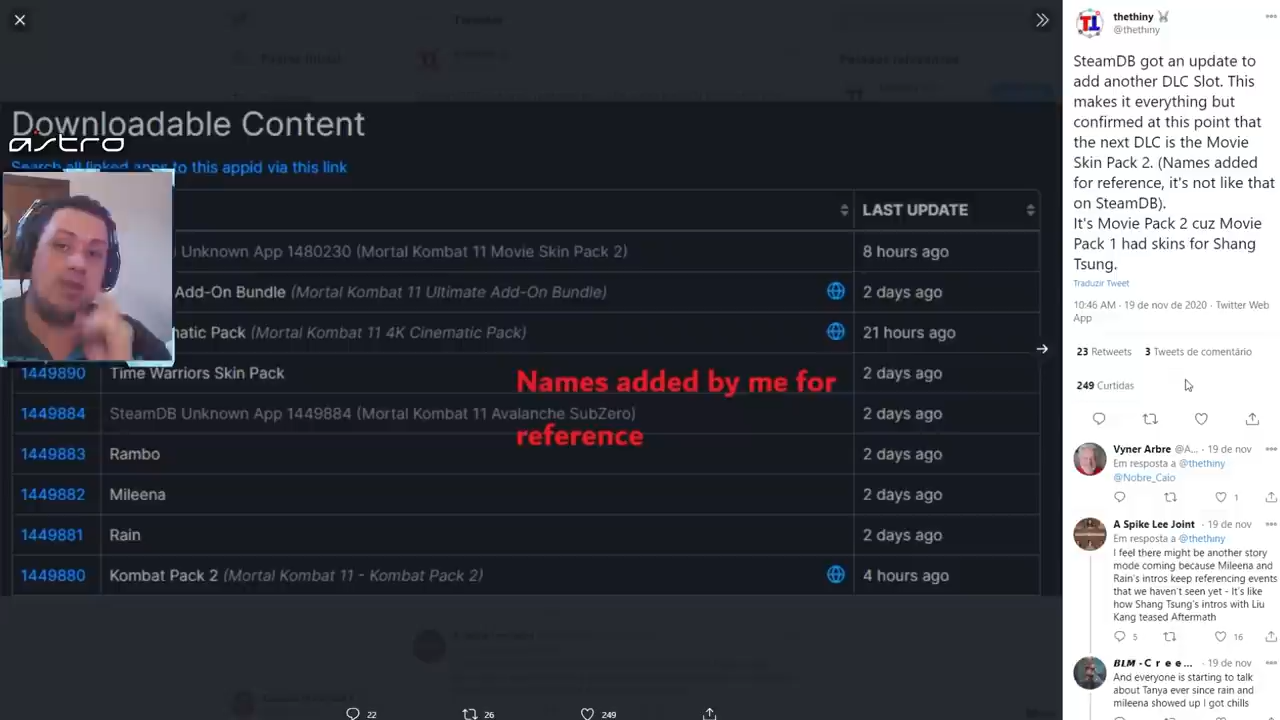 Downloadable Content
astro
Search all linked apps to this appid via this link
LAST UPDATE
Unknown App 1480230 (Mortal Kombat 11 Movie Skin Pack 2)
8 hours ago
Add-On Bundle (Mortal Kombat 11 Ultimate Add-On Bundle)
2 days ago
matic Pack (Mortal Kombat 11 4K Cinematic Pack)
21 hours ago
1449890
Time Warriors Skin Pack
2 days ago
Names added by me for
reference
1449884
SteamDB Unknown App 1449884 (Mortal Kombat 11 Avalanche SubZero)
2 days ago
1449883
Rambo
2 days ago
1449882
Mileena
2 days ago
1449881
Rain
2 days ago
1449880
Kombat Pack 2 (Mortal Kombat 11 - Kombat Pack 2)
4 hours ago
22
26
249
thethiny
@thethiny
TL
SteamDB got an update to
add another DLC Slot. This
makes it everything but
confirmed at this point that
the next DLC is the Movie
Skin Pack 2. (Names added
for reference, it's not like that
on SteamDB).
It's Movie Pack 2 cuz Movie
Pack 1 had skins for Shang
Tsung.
Traduzir Tweet
10:46 AM · 19 de nov de 2020 · Twitter Web
App
23 Retweets 3 Tweets de comentário
249 Curtidas
Vyner Arbre @A... · 19 de nov
Em resposta a @thethiny
@Nobre_Caio
1
A Spike Lee Joint · 19 de nov
Em resposta a @thethiny
I feel there might be another story
mode coming because Mileena and
Rain's intros keep referencing events
that we haven't seen yet - It's like
how Shang Tsung's intros with Liu
Kang teased Aftermath
5
16
BLM - C r e e... · 19 de nov
And everyone is starting to talk
about Tanya ever since rain and
mileena showed up I got chills